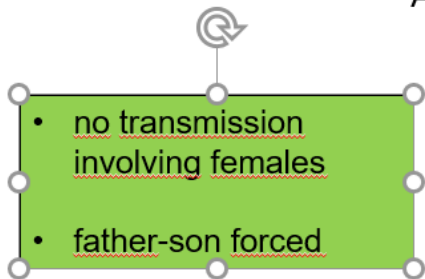 • no transmission
involving females
• father-son forced